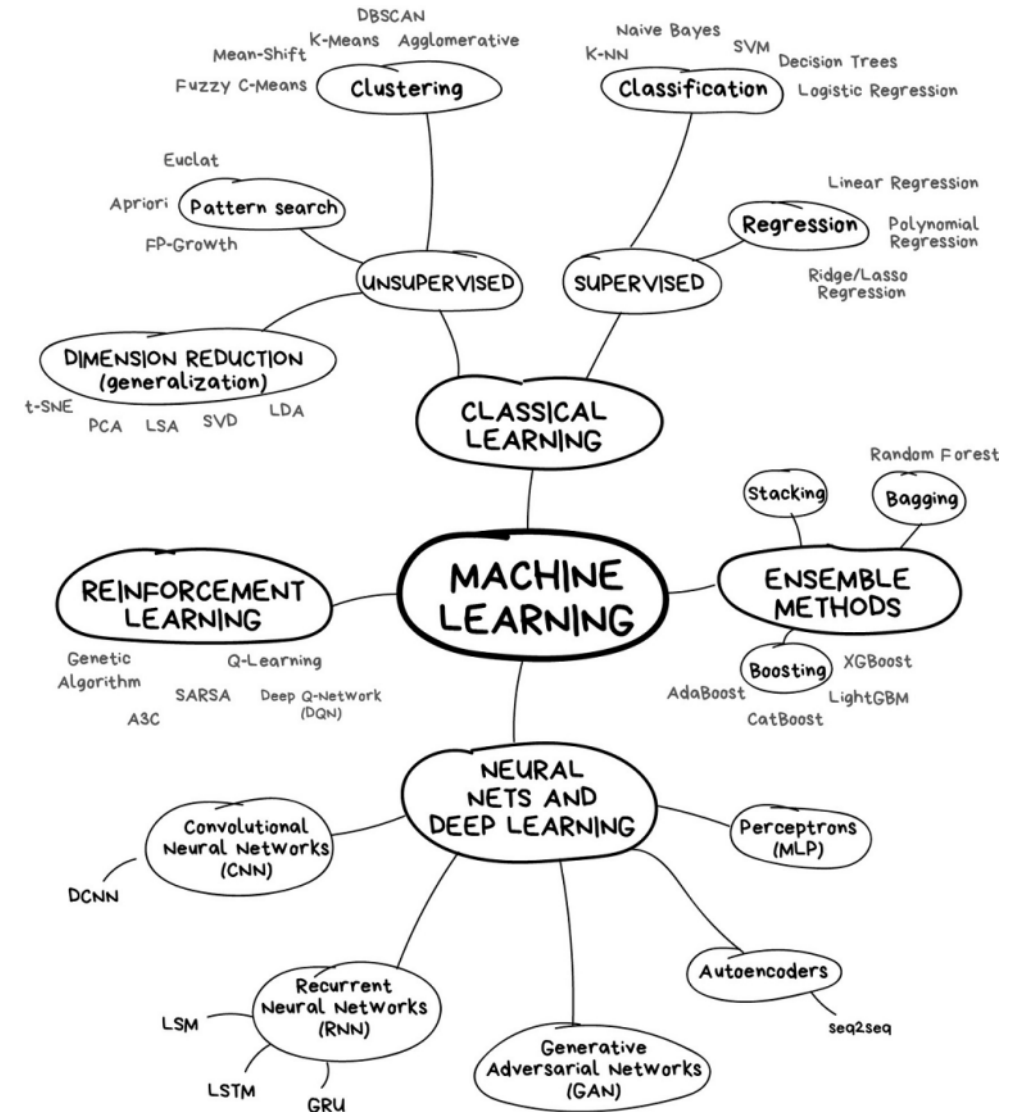 DBSCAN
K-Means
Agglomerative
Mean-Shift
Fuzzy C-Means
Clustering
Naive Bayes
K-NN
SVM
Decision Trees
Classification
Logistic Regression
Euclat
Apriori
Pattern search
FP-Growth
Linear Regression
Regression
Polynomial
Regression
Ridge/Lasso
Regression
UNSUPERVISED
SUPERVISED
DIMENSION REDUCTION
(generalization)
t-SNE
PCA
LSA
SVD
LDA
CLASSICAL
LEARNING
Random Forest
Stacking
Bagging
MACHINE
LEARNING
REINFORCEMENT
LEARNING
Genetic
Algorithm
Q-Learning
SARSA
Deep Q-Network
(DQN)
A3C
ENSEMBLE
METHODS
Boosting
XGBoost
AdaBoost
LightGBM
CatBoost
NEURAL
NETS AND
DEEP LEARNING
Convolutional
Neural Networks
(CNN)
DCNN
Perceptrons
(MLP)
Recurrent
Neural Networks
(RNN)
LSM
LSTM
GRU
Generative
Adversarial Networks
(GAN)
Autoencoders
seq2seq